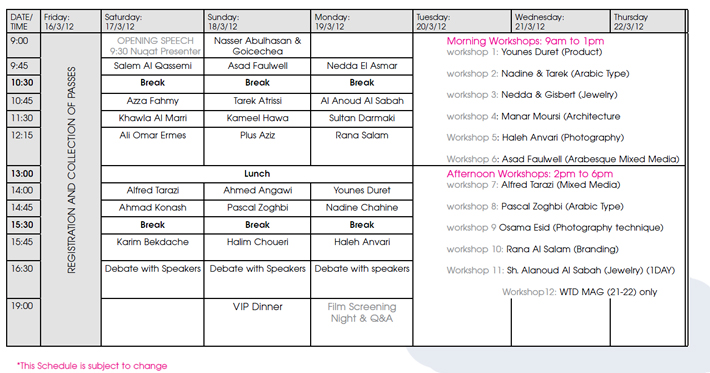 DATE/ TIME
Friday: 16/3/12
Saturday: 17/3/12
Sunday: 18/3/12
Monday: 19/3/12
Tuesday: 20/3/12
Wednesday: 21/3/12
Thursday 22/3/12
REGISTRATION AND COLLECTION OF PASSES
9:00
OPENING SPEECH
9:30 Nuqat Presenter
Nasser Abulhasan &
Goicechea
9:45
Salem Al Qassemi
Asad Faulwell
Nedda El Asmar
10:30
Break
Break
Break
10:45
Azza Fahmy
Tarek Atrissi
Al Anoud Al Sabah
11:30
Khawla Al Marri
Kameel Hawa
Sultan Darmaki
12:15
Ali Omar Ermes
Plus Aziz
Rana Salam
13:00
Lunch
14:00
Alfred Tarazi
Ahmed Angawi
Younes Duret
14:45
Ahmad Konash
Pascal Zoghbi
Nadine Chahine
15:30
Break
Break
Break
15:45
Karim Bekdache
Halim Choueri
Haleh Anvari
16:30
Debate with Speakers
Debate with Speakers
Debate with speakers
19:00
VIP Dinner
Film Screening
Night & Q&A
Morning Workshops: 9am to 1pm
workshop 1: Younes Duret (Product)
workshop 2: Nadine & Tarek (Arabic Type)
workshop 3: Nedda & Gisbert (Jewelry)
workshop 4: Manar Moursi (Architecture
Workshop 5: Haleh Anvari (Photography)
Workshop 6: Asad Faulwell (Arabesque Mixed Media)
Afternoon Workshops: 2pm to 6pm
workshop 7: Alfred Tarazi (Mixed Media)
workshop 8: Pascal Zoghbi (Arabic Type)
workshop 9 Osama Esid (Photography technique)
workshop 10: Rana Al Salam (Branding)
Workshop 11: Sh. Alanoud Al Sabah (Jewelry) (1DAY)
Workshop12: WTD MAG (21-22) only
*This Schedule is subject to change